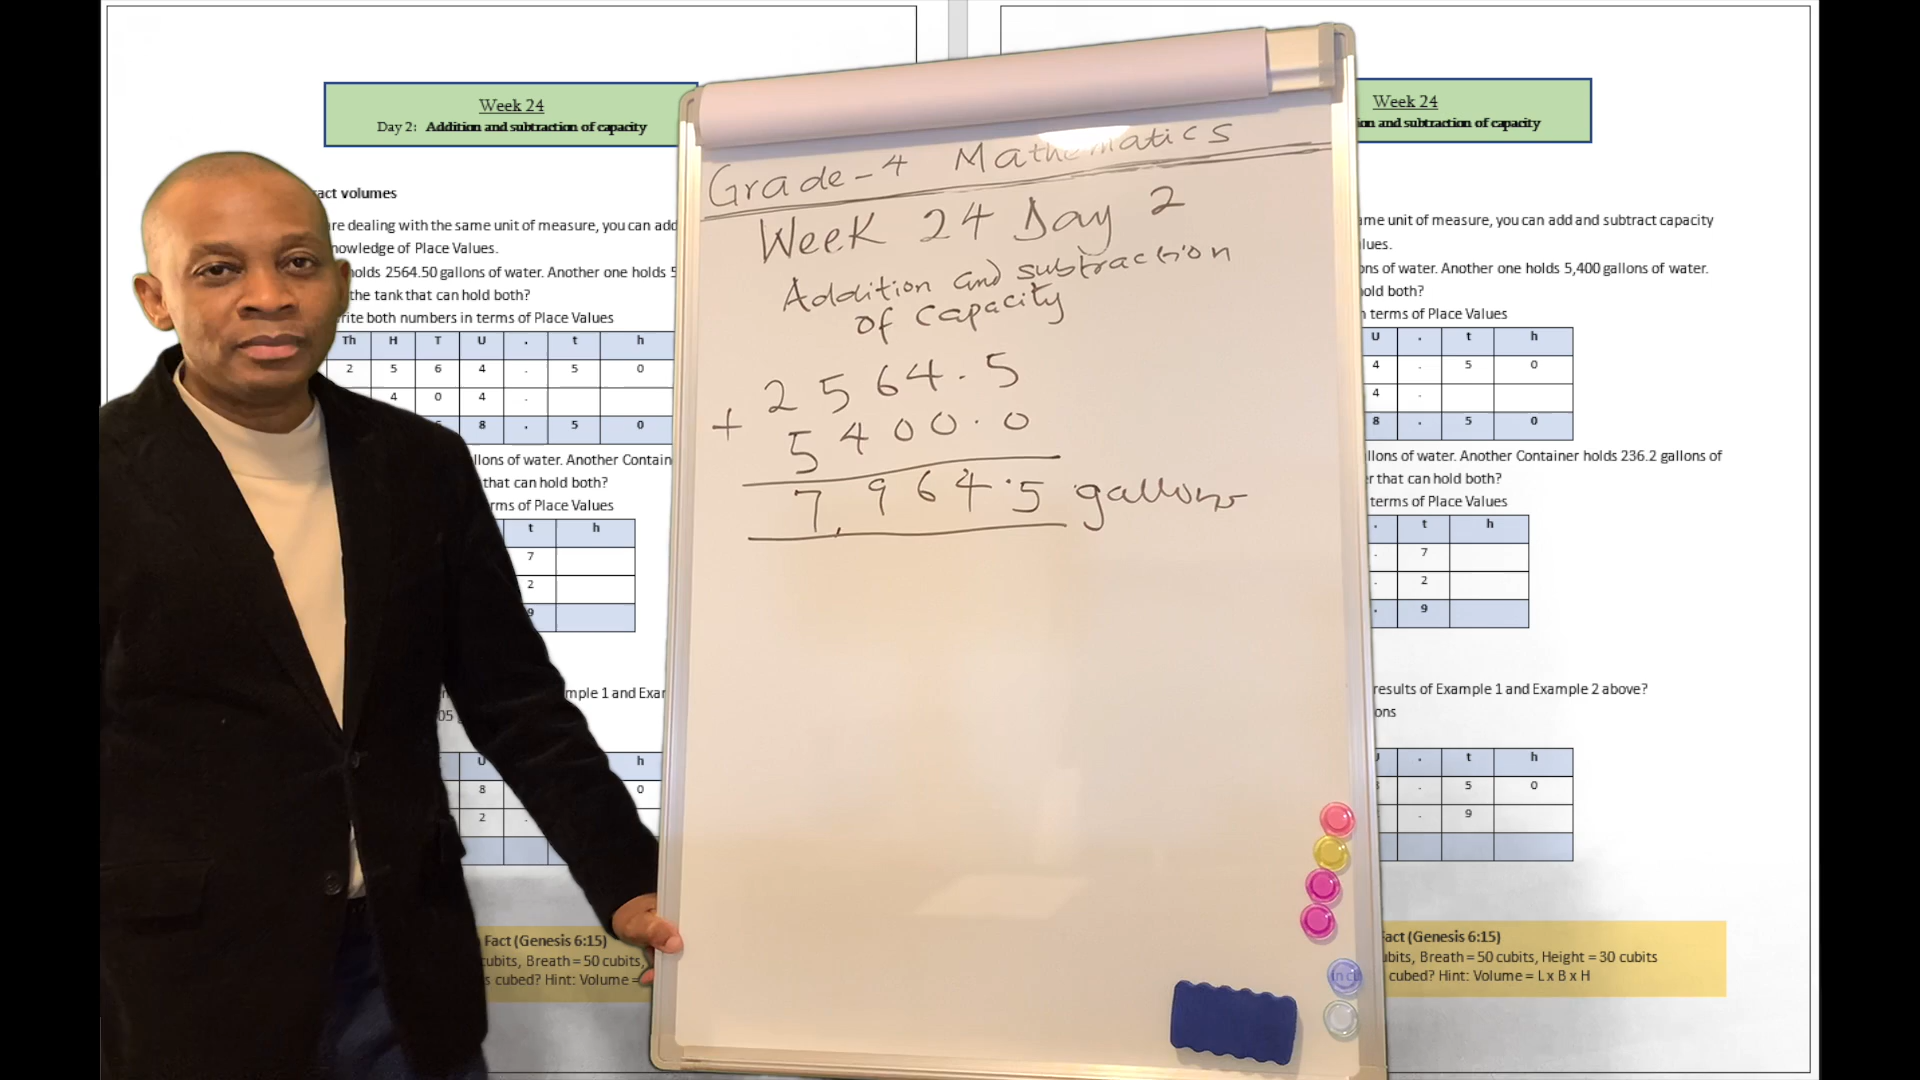 Week 24
Day 2: Addition and subtraction of capacity
act volumes
re dealing with the same unit of measure, you can add
nowledge of Place Values.
holds 2564.50 gallons of water. Another one holds 5
the tank that can hold both?
rite both numbers in terms of Place Values
Th H T U . t h
2 5 6 4 . 5 0
4 0 4 .
8 . 5 0
llons of water. Another Contain
that can hold both?
rms of Place Values
t h
7
2
9
mple 1 and Exar
05
U h
8 0
2 .
Fact (Genesis 6:15)
cubits, Breath = 50 cubits,
s cubed? Hint: Volume =
Grade-4 Mathematics
Week 24 Day 2
Addition and subtraction
of capacity
2564.5
+ 5400.0
7,964.5 gallons
Week 24
on and subtraction of capacity
me unit of measure, you can add and subtract capacity
lues.
ons of water. Another one holds 5,400 gallons of water.
old both?
terms of Place Values
U . t h
4 . 5 0
4 .
8 . 5 0
llons of water. Another Container holds 236.2 gallons of
r that can hold both?
terms of Place Values
. t h
. 7
. 2
. 9
results of Example 1 and Example 2 above?
ons
. t h
. 5 0
. 9
Fact (Genesis 6:15)
bits, Breath = 50 cubits, Height = 30 cubits
cubed? Hint: Volume = L x B x H